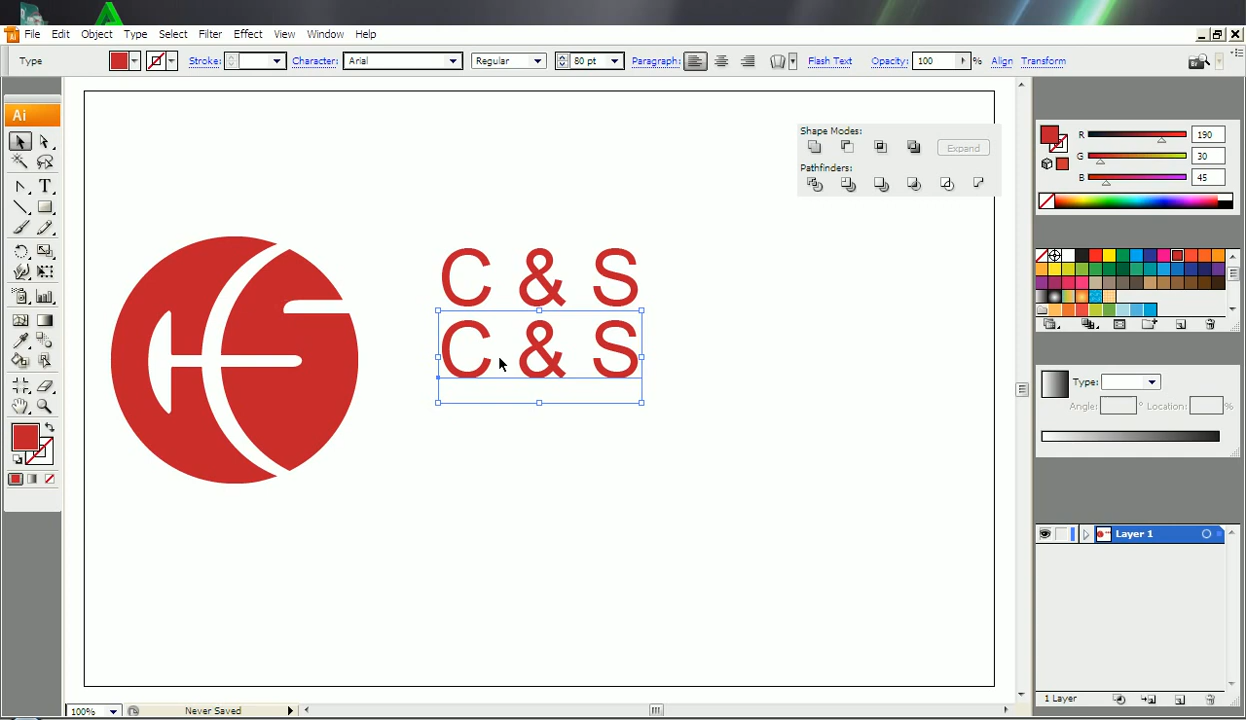 File Edit Object Type Select Filter Effect View Window Help
Type Stroke: Character: Arial Regular 80 pt Paragraph: Flash Text Opacity: 100 % Align Transform
Ai
Shape Modes:
Expand
Pathfinders:
R 190
G 30
B 45
C & S
C & S
Type:
Angle: ° Location: %
Layer 1
1 Layer
100% Never Saved